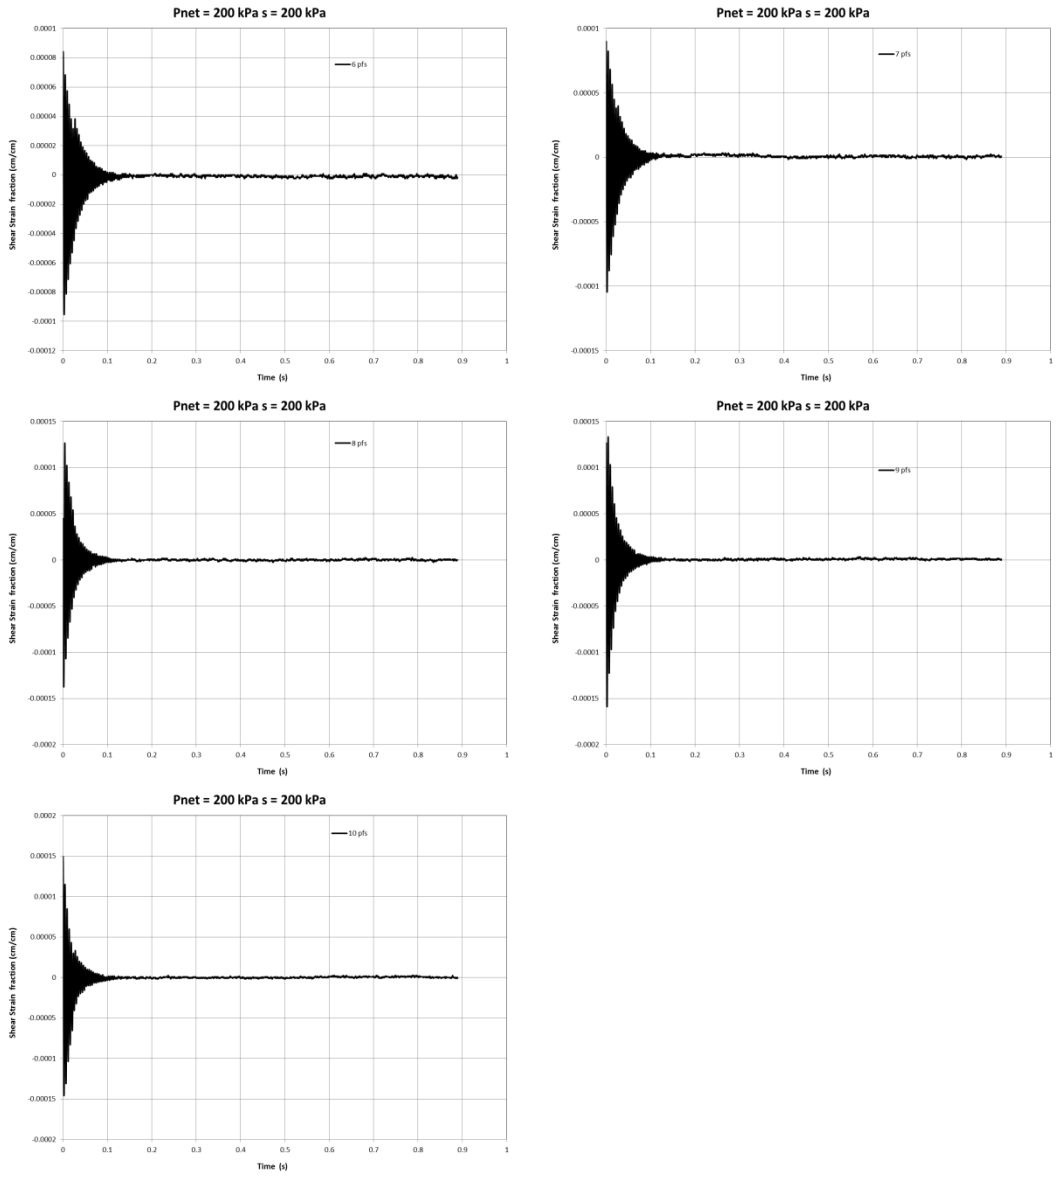 Pnet = 200 kPa s = 200 kPa
0.0001
0.00008
0.00006
0.00004
0.00002
0
-0.00002
-0.00004
-0.00006
-0.00008
-0.0001
-0.00012
Shear Strain fraction (cm/cm)
6 pfs
0 0.1 0.2 0.3 0.4 0.5 0.6 0.7 0.8 0.9 1
Time (s)
Pnet = 200 kPa s = 200 kPa
0.0001
0.00005
0
-0.00005
-0.0001
-0.00015
Shear Strain fraction (cm/cm)
7 pfs
0 0.1 0.2 0.3 0.4 0.5 0.6 0.7 0.8 0.9 1
Time (s)
Pnet = 200 kPa s = 200 kPa
0.00015
0.0001
0.00005
0
-0.00005
-0.0001
-0.00015
-0.0002
Shear Strain fraction (cm/cm)
8 pfs
0 0.1 0.2 0.3 0.4 0.5 0.6 0.7 0.8 0.9 1
Time (s)
Pnet = 200 kPa s = 200 kPa
0.00015
0.0001
0.00005
0
-0.00005
-0.0001
-0.00015
-0.0002
Shear Strain fraction (cm/cm)
9 pfs
0 0.1 0.2 0.3 0.4 0.5 0.6 0.7 0.8 0.9 1
Time (s)
Pnet = 200 kPa s = 200 kPa
0.0002
0.00015
0.0001
0.00005
0
-0.00005
-0.0001
-0.00015
-0.0002
Shear Strain fraction (cm/cm)
10 pfs
0 0.1 0.2 0.3 0.4 0.5 0.6 0.7 0.8 0.9 1
Time (s)